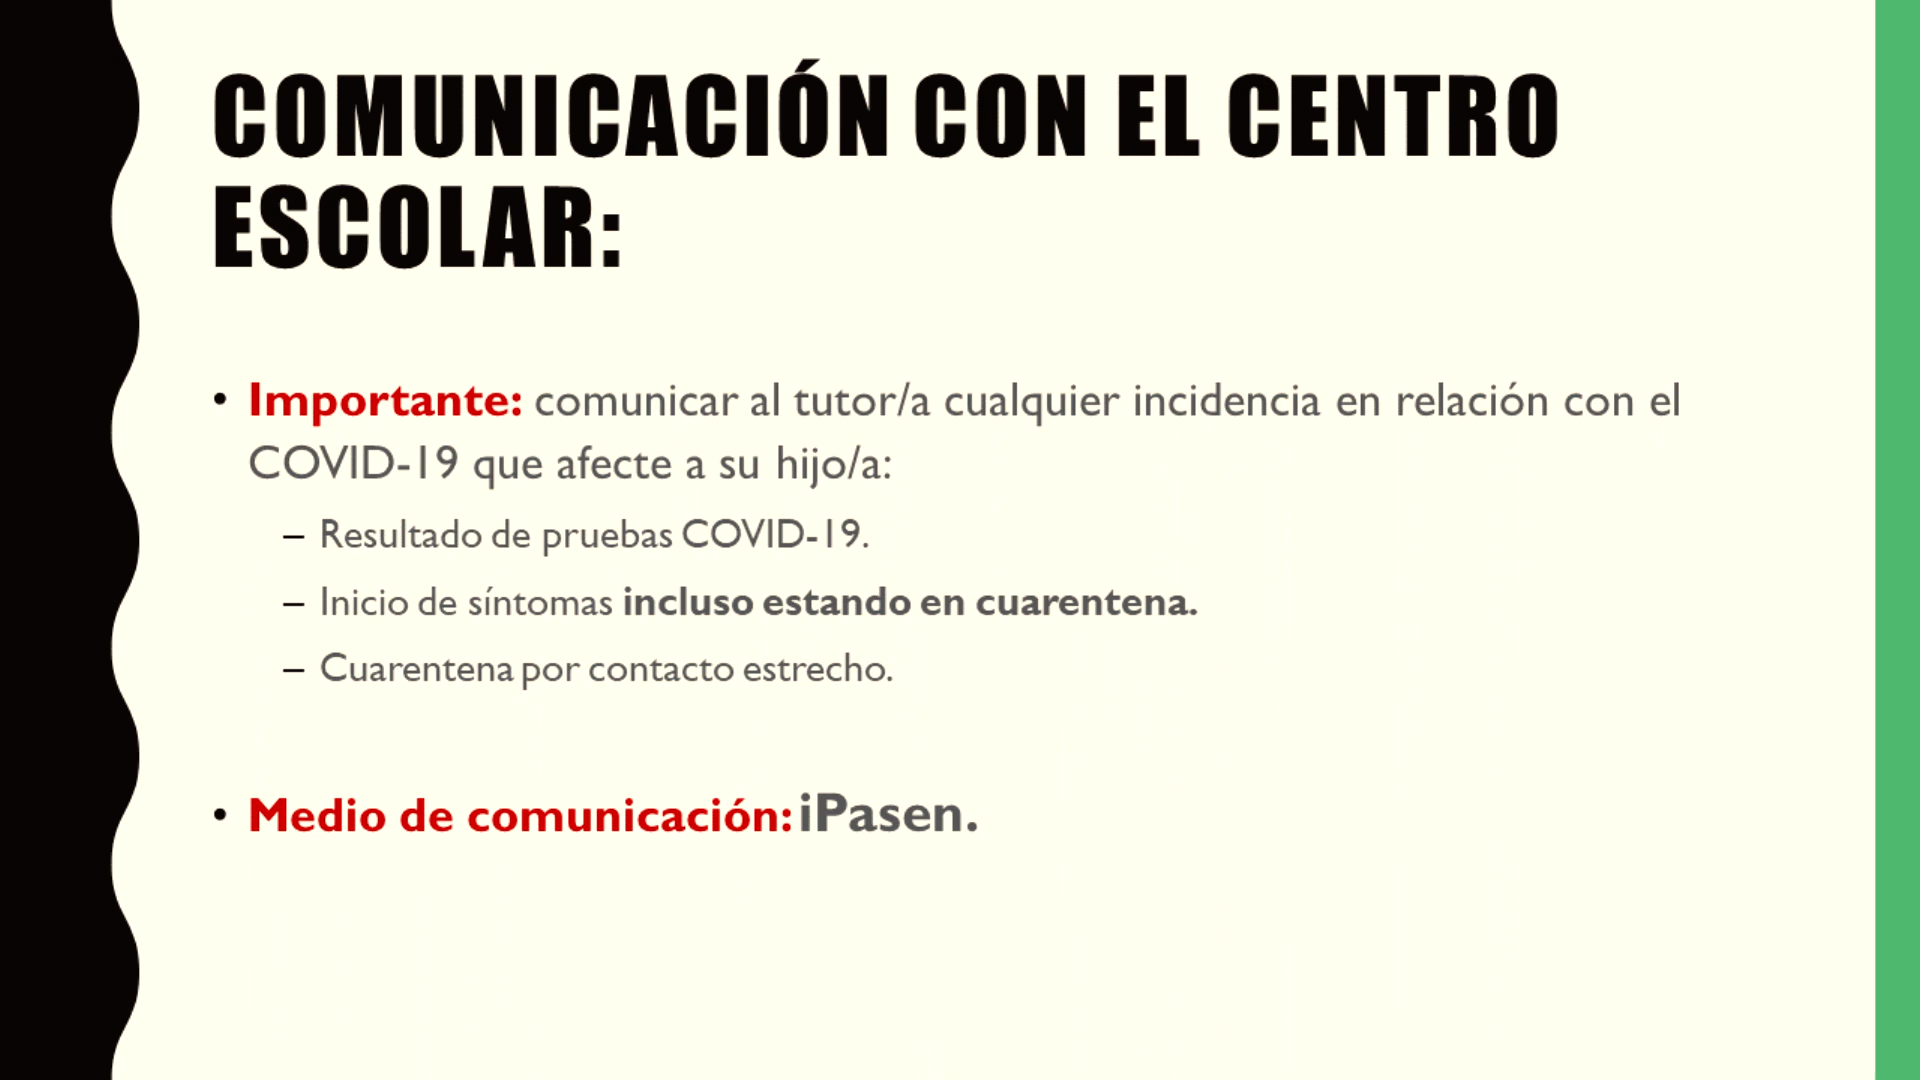 COMUNICACIÓN CON EL CENTRO
ESCOLAR:
• Importante: comunicar al tutor/a cualquier incidencia en relación con el
COVID-19 que afecte a su hijo/a:
– Resultado de pruebas COVID-19.
– Inicio de síntomas incluso estando en cuarentena.
– Cuarentena por contacto estrecho.
• Medio de comunicación: iPasen.